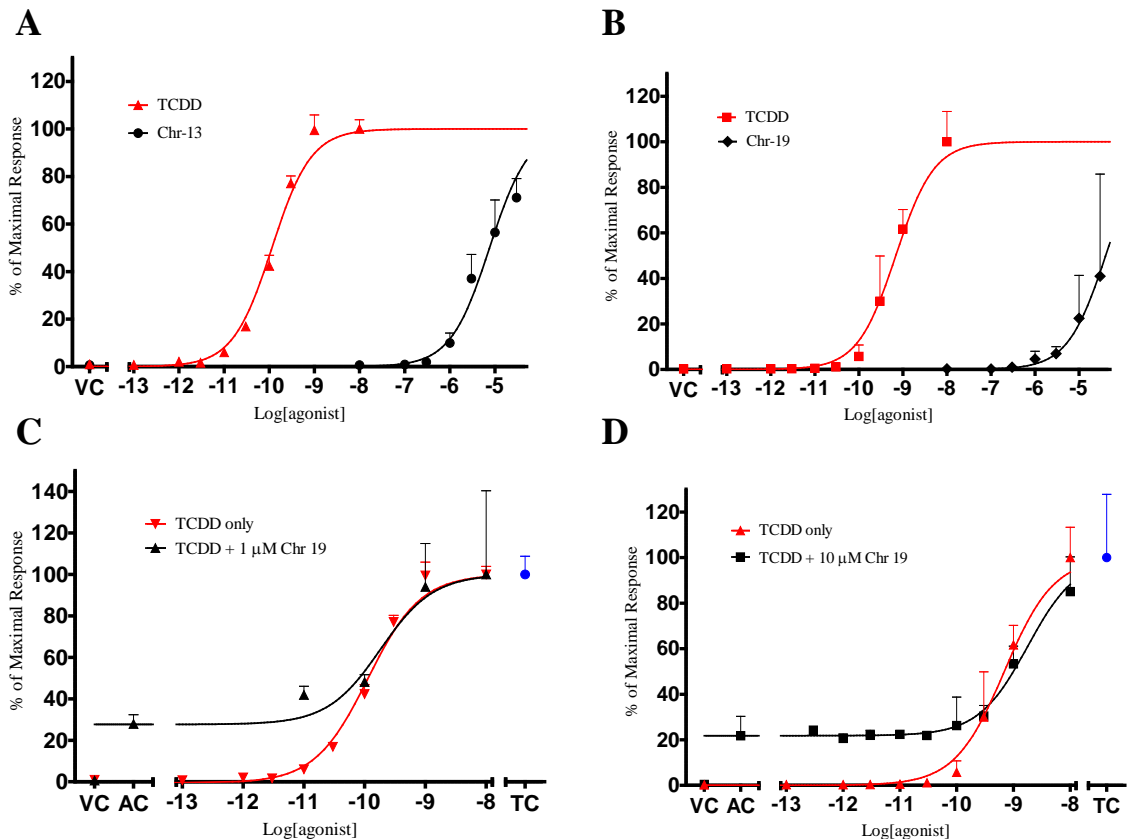 A
TCDD
Chr-13
% of Maximal Response
120
100
80
60
40
20
0
VC -13 -12 -11 -10 -9 -8 -7 -6 -5
Log[agonist]
B
TCDD
Chr-19
% of Maximal Response
120
100
80
60
40
20
0
VC -13 -12 -11 -10 -9 -8 -7 -6 -5
Log[agonist]
C
TCDD only
TCDD + 1 μM Chr 19
% of Maximal Response
140
120
100
80
60
40
20
0
VC AC -13 -12 -11 -10 -9 -8 TC
Log[agonist]
D
TCDD only
TCDD + 10 μM Chr 19
% of Maximal Response
120
100
80
60
40
20
0
VC AC -13 -12 -11 -10 -9 -8 TC
Log[agonist]